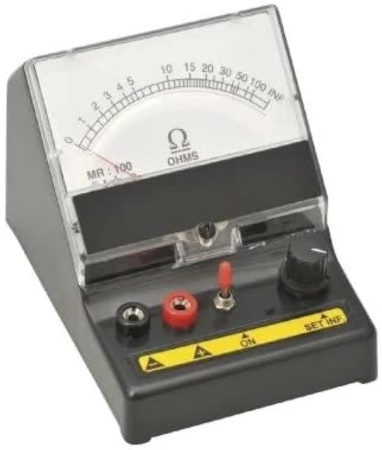 0 1 2 3 4 5 10 15 20 30 50 100 INF
Ω
OHMS
MR : 100
- + ON SET INF.